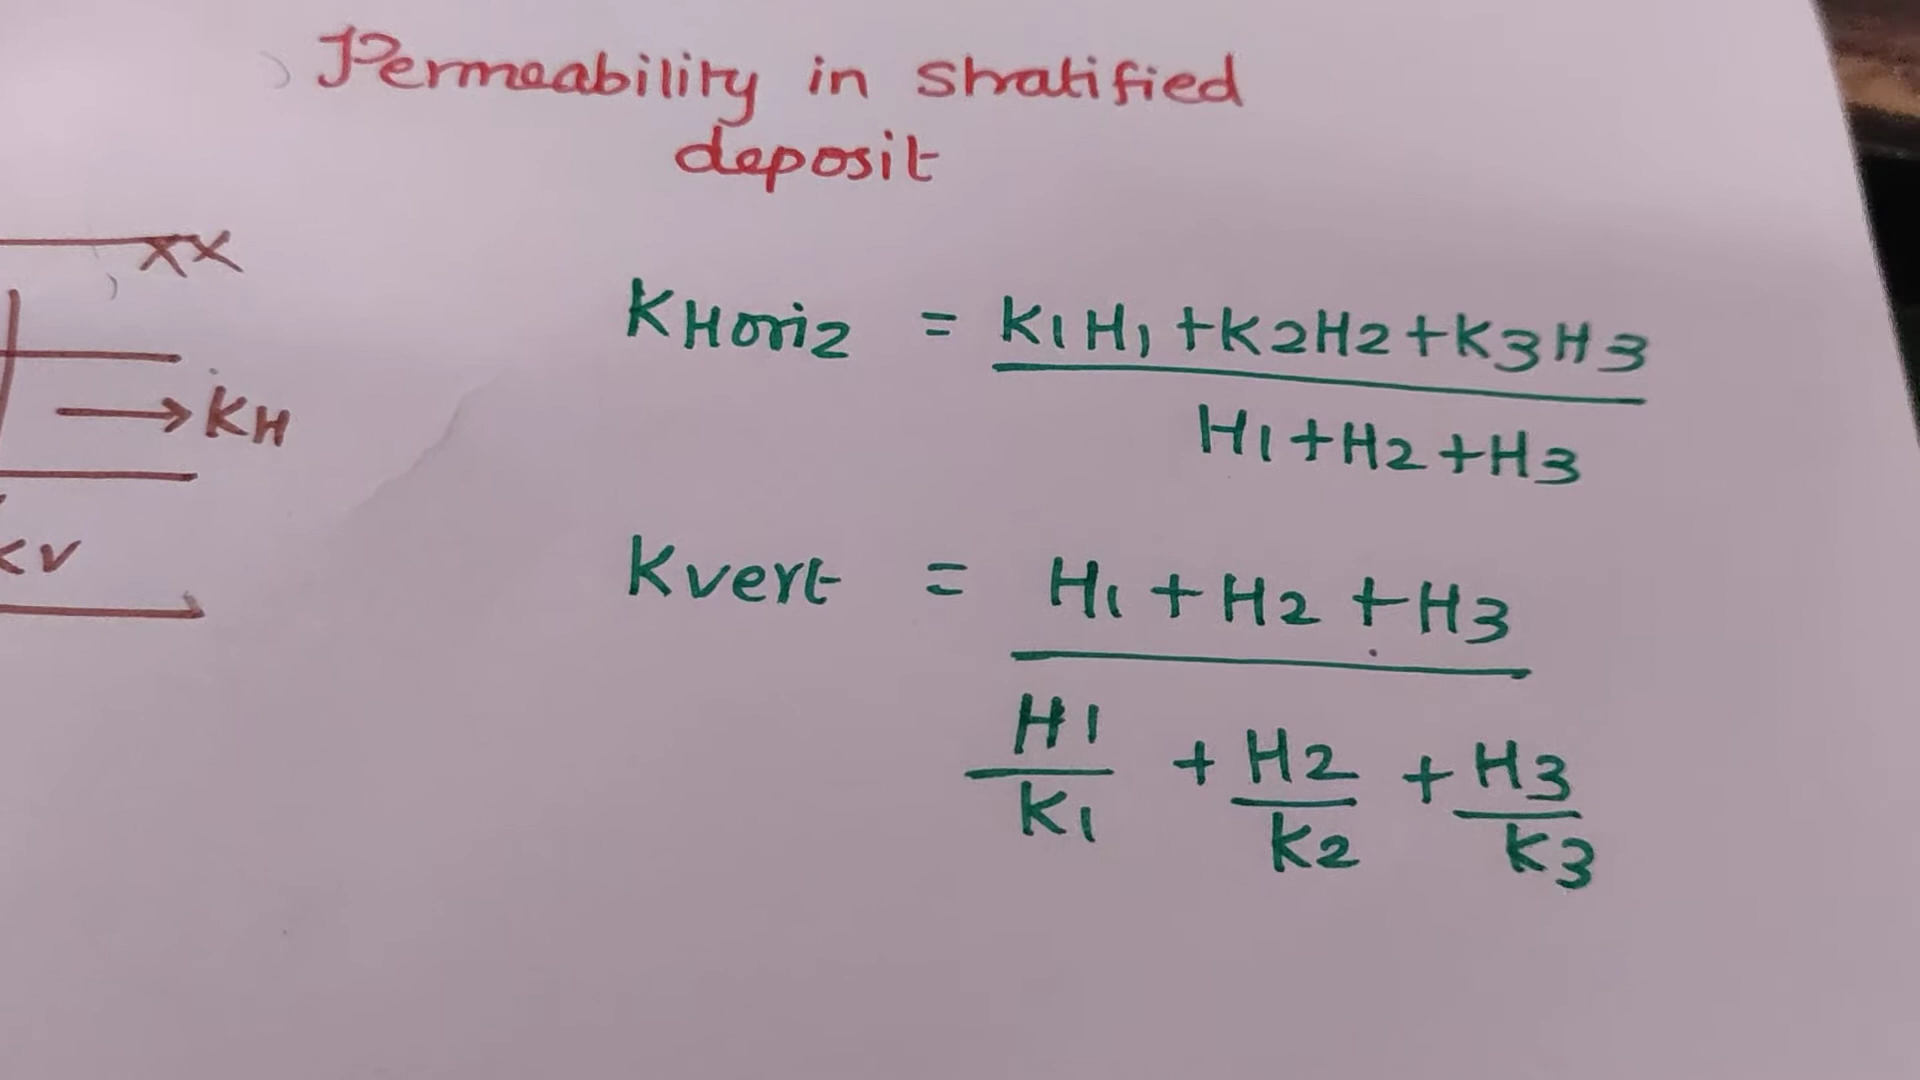 Permeability in stratified
deposit
XX
KHoriz = K1H1 +K2H2+K3H3
H1+H2+H3
KH
KV
Kvert = H1 + H2 + H3
H1 + H2 + H3
K1 K2 K3